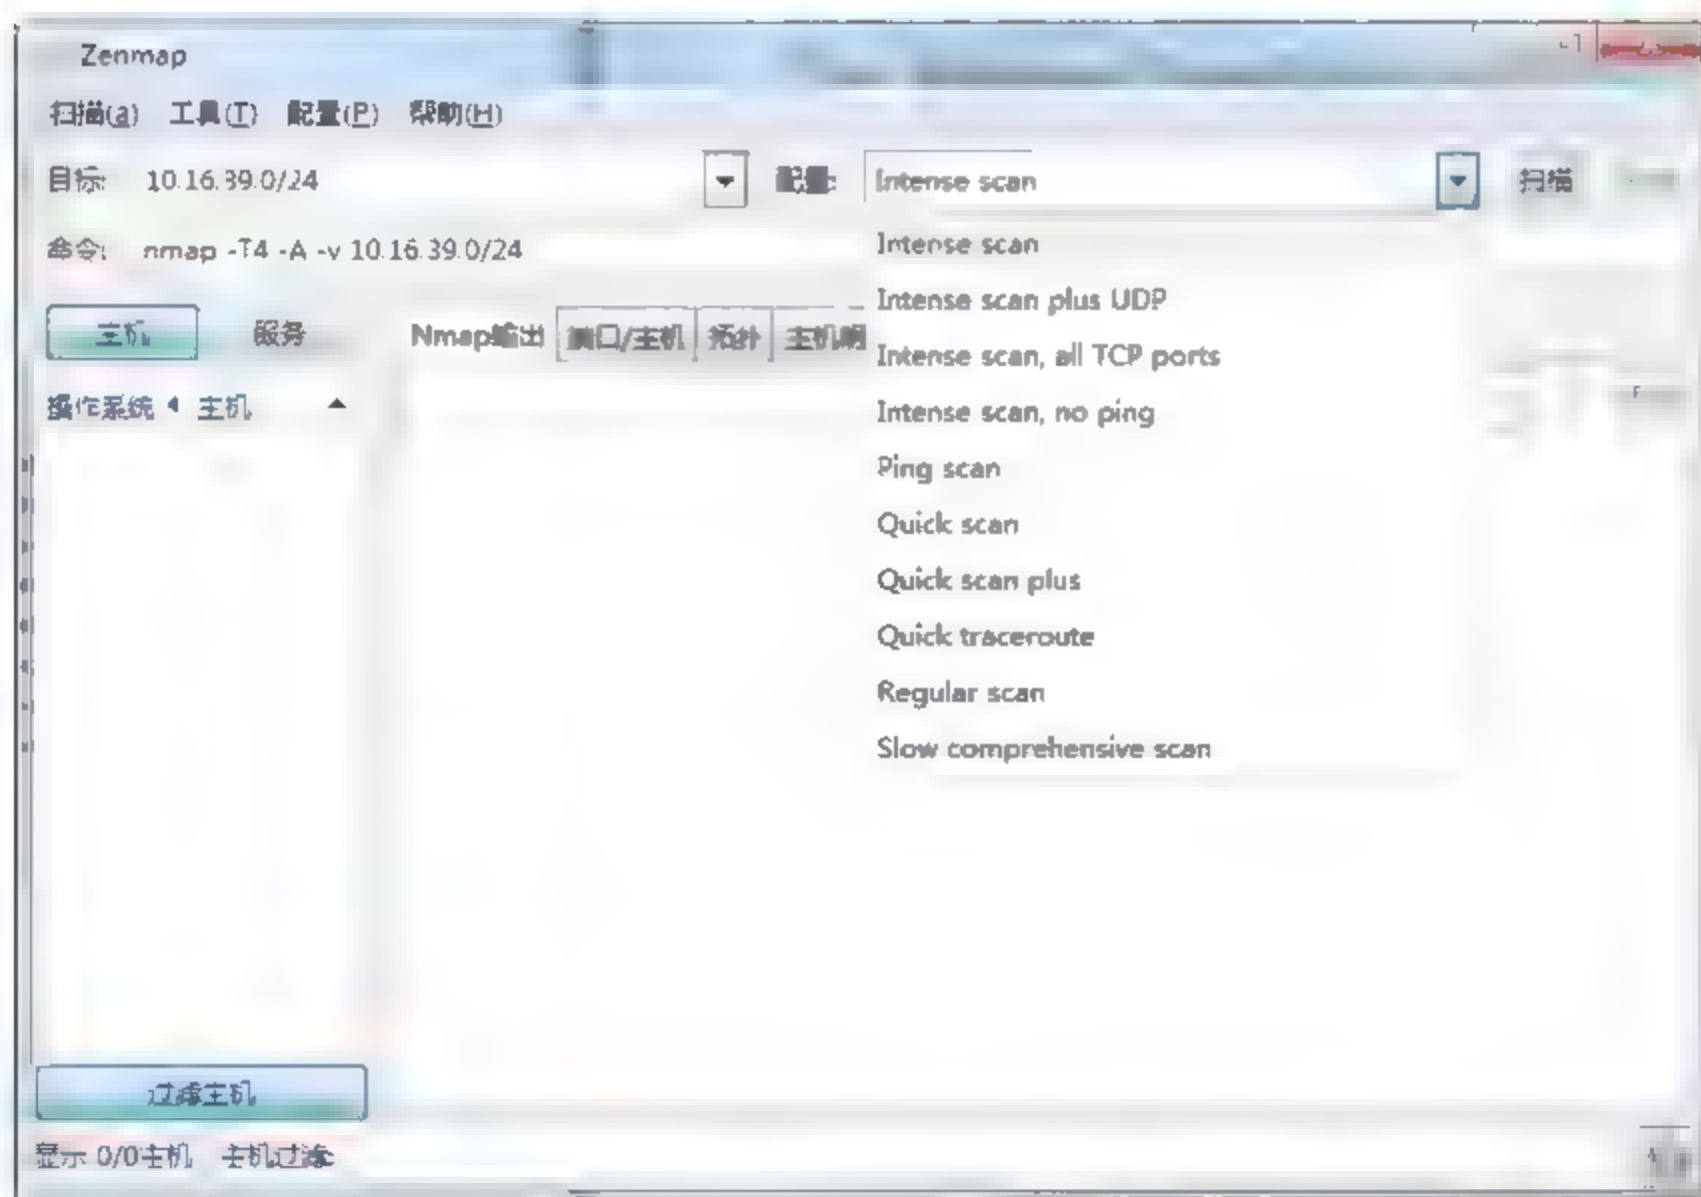 Zenmap
扫描(a) 工具(T) 配置(P) 帮助(H)
目标: 10.16.39.0/24 配置: Intense scan 扫描
命令: nmap -T4 -A -v 10.16.39.0/24
Intense scan
Intense scan plus UDP
Intense scan, all TCP ports
Intense scan, no ping
Ping scan
Quick scan
Quick scan plus
Quick traceroute
Regular scan
Slow comprehensive scan
主机 服务 Nmap输出 端口/主机 拓扑 主机明
操作系统 主机
过滤主机
显示 0/0主机 主机过滤